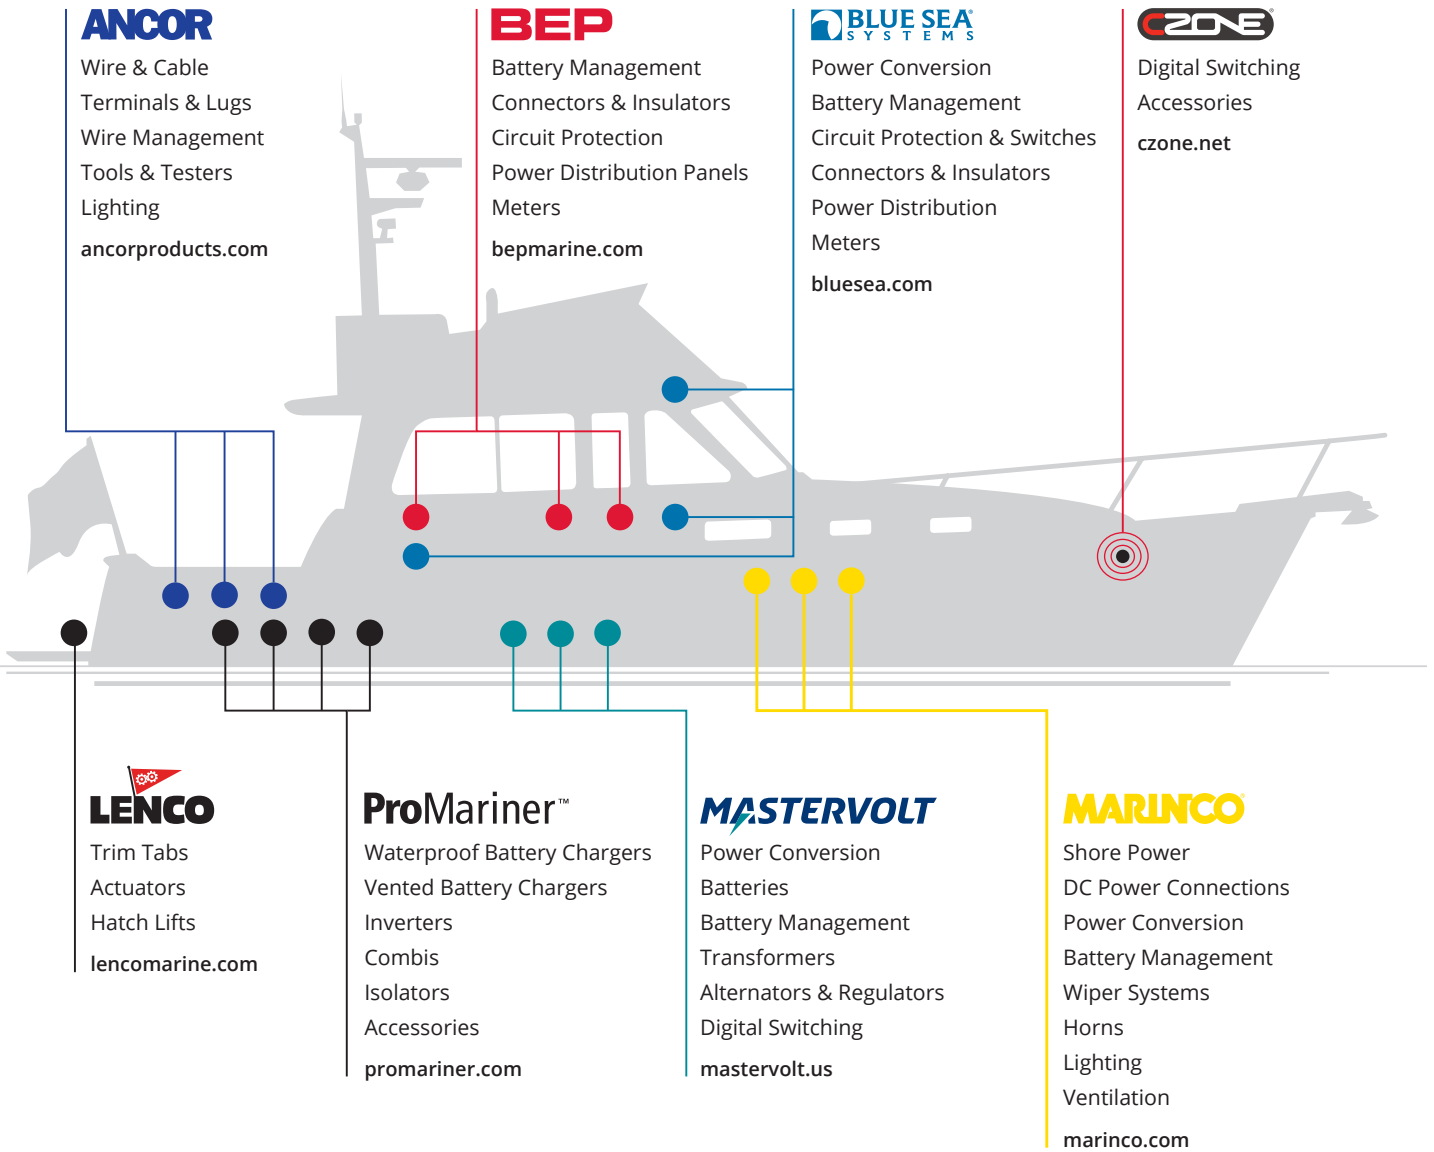 ANCOR
Wire & Cable
Terminals & Lugs
Wire Management
Tools & Testers
Lighting
ancorproducts.com
BEP
Battery Management
Connectors & Insulators
Circuit Protection
Power Distribution Panels
Meters
bepmarine.com
BLUE SEA®
SYSTEMS
Power Conversion
Battery Management
Circuit Protection & Switches
Connectors & Insulators
Power Distribution
Meters
bluesea.com
CZONE®
Digital Switching
Accessories
czone.net
LENCO
Trim Tabs
Actuators
Hatch Lifts
lencomarine.com
ProMariner™
Waterproof Battery Chargers
Vented Battery Chargers
Inverters
Combis
Isolators
Accessories
promariner.com
MASTERVOLT
Power Conversion
Batteries
Battery Management
Transformers
Alternators & Regulators
Digital Switching
mastervolt.us
MARINCO®
Shore Power
DC Power Connections
Power Conversion
Battery Management
Wiper Systems
Horns
Lighting
Ventilation
marinco.com